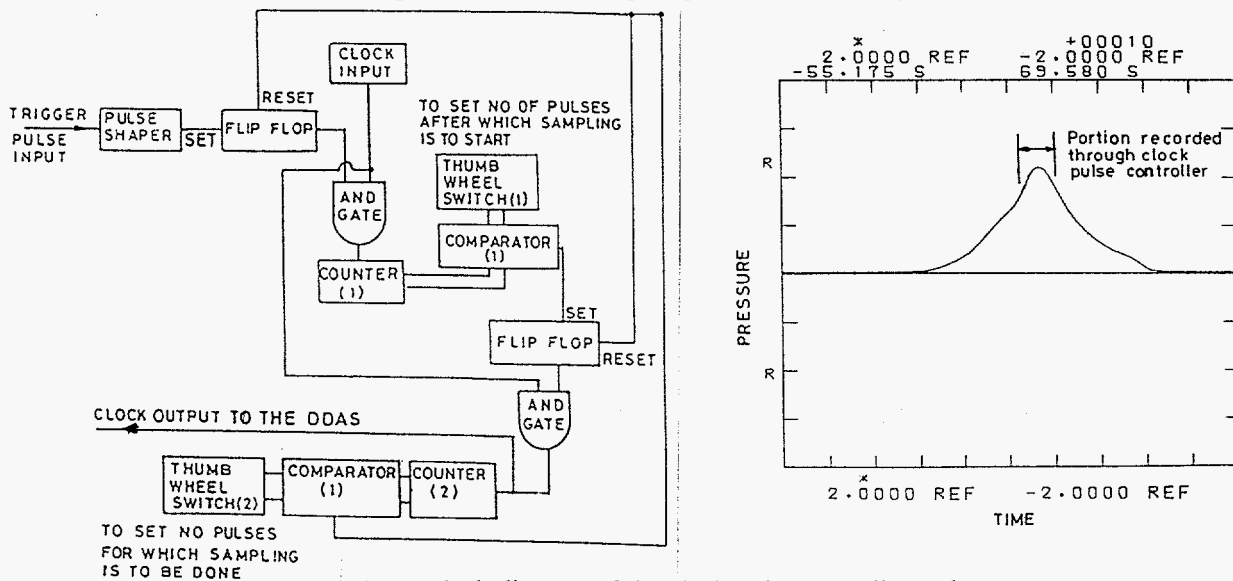 CLOCK
INPUT
RESET
TRIGGER
PULSE
INPUT
PULSE
SHAPER
SET
FLIP FLOP
TO SET NO OF PULSES
AFTER WHICH SAMPLING
IS TO START
THUMB
WHEEL
SWITCH(1)
AND
GATE
COMPARATOR
(1)
COUNTER
(1)
SET
FLIP FLOP
RESET
AND
GATE
CLOCK OUTPUT TO THE DDAS
THUMB
WHEEL
SWITCH(2)
COMPARATOR
(1)
COUNTER
(2)
TO SET NO PULSES
FOR WHICH SAMPLING
IS TO BE DONE
* +00010
2.0000 REF -2.0000 REF
-55.175 S 69.580 S
R
Portion recorded
through clock
pulse controller
PRESSURE
R
*
2.0000 REF -2.0000 REF
TIME